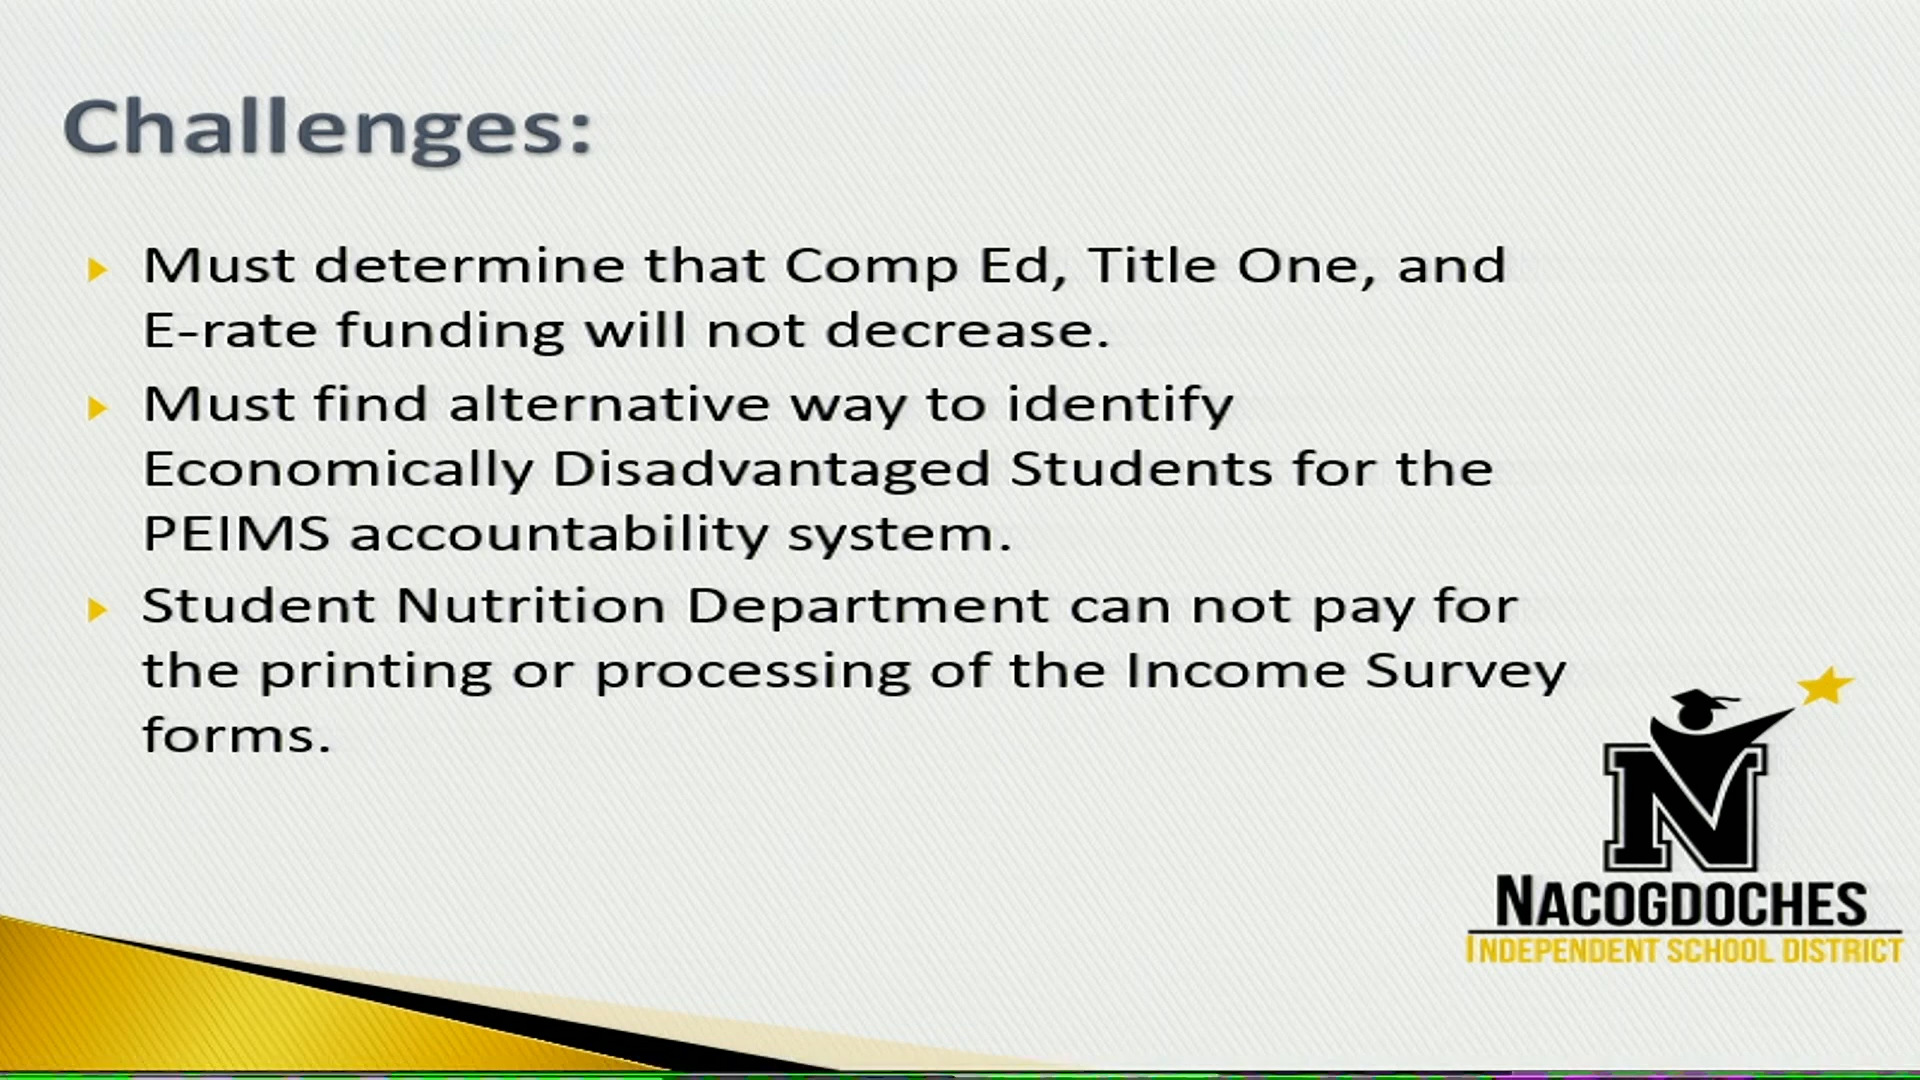 Challenges:
Must determine that Comp Ed, Title One, and
E-rate funding will not decrease.
Must find alternative way to identify
Economically Disadvantaged Students for the
PEIMS accountability system.
Student Nutrition Department can not pay for
the printing or processing of the Income Survey
forms.
N
NACOGDOCHES
INDEPENDENT SCHOOL DISTRICT